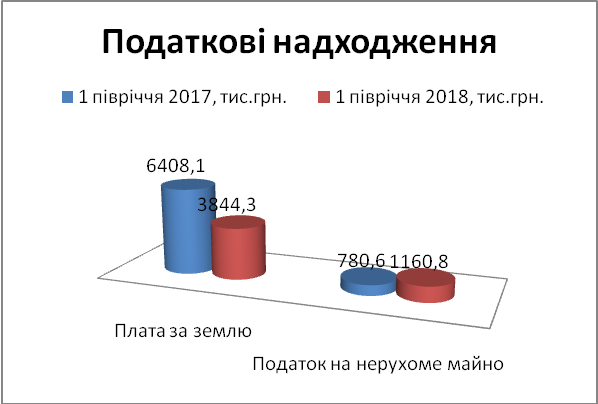 Податкові надходження
1 півріччя 2017, тис.грн. 1 півріччя 2018, тис.грн.
6408,1
3844,3
780,6 1160,8
Плата за землю
Податок на нерухоме майно